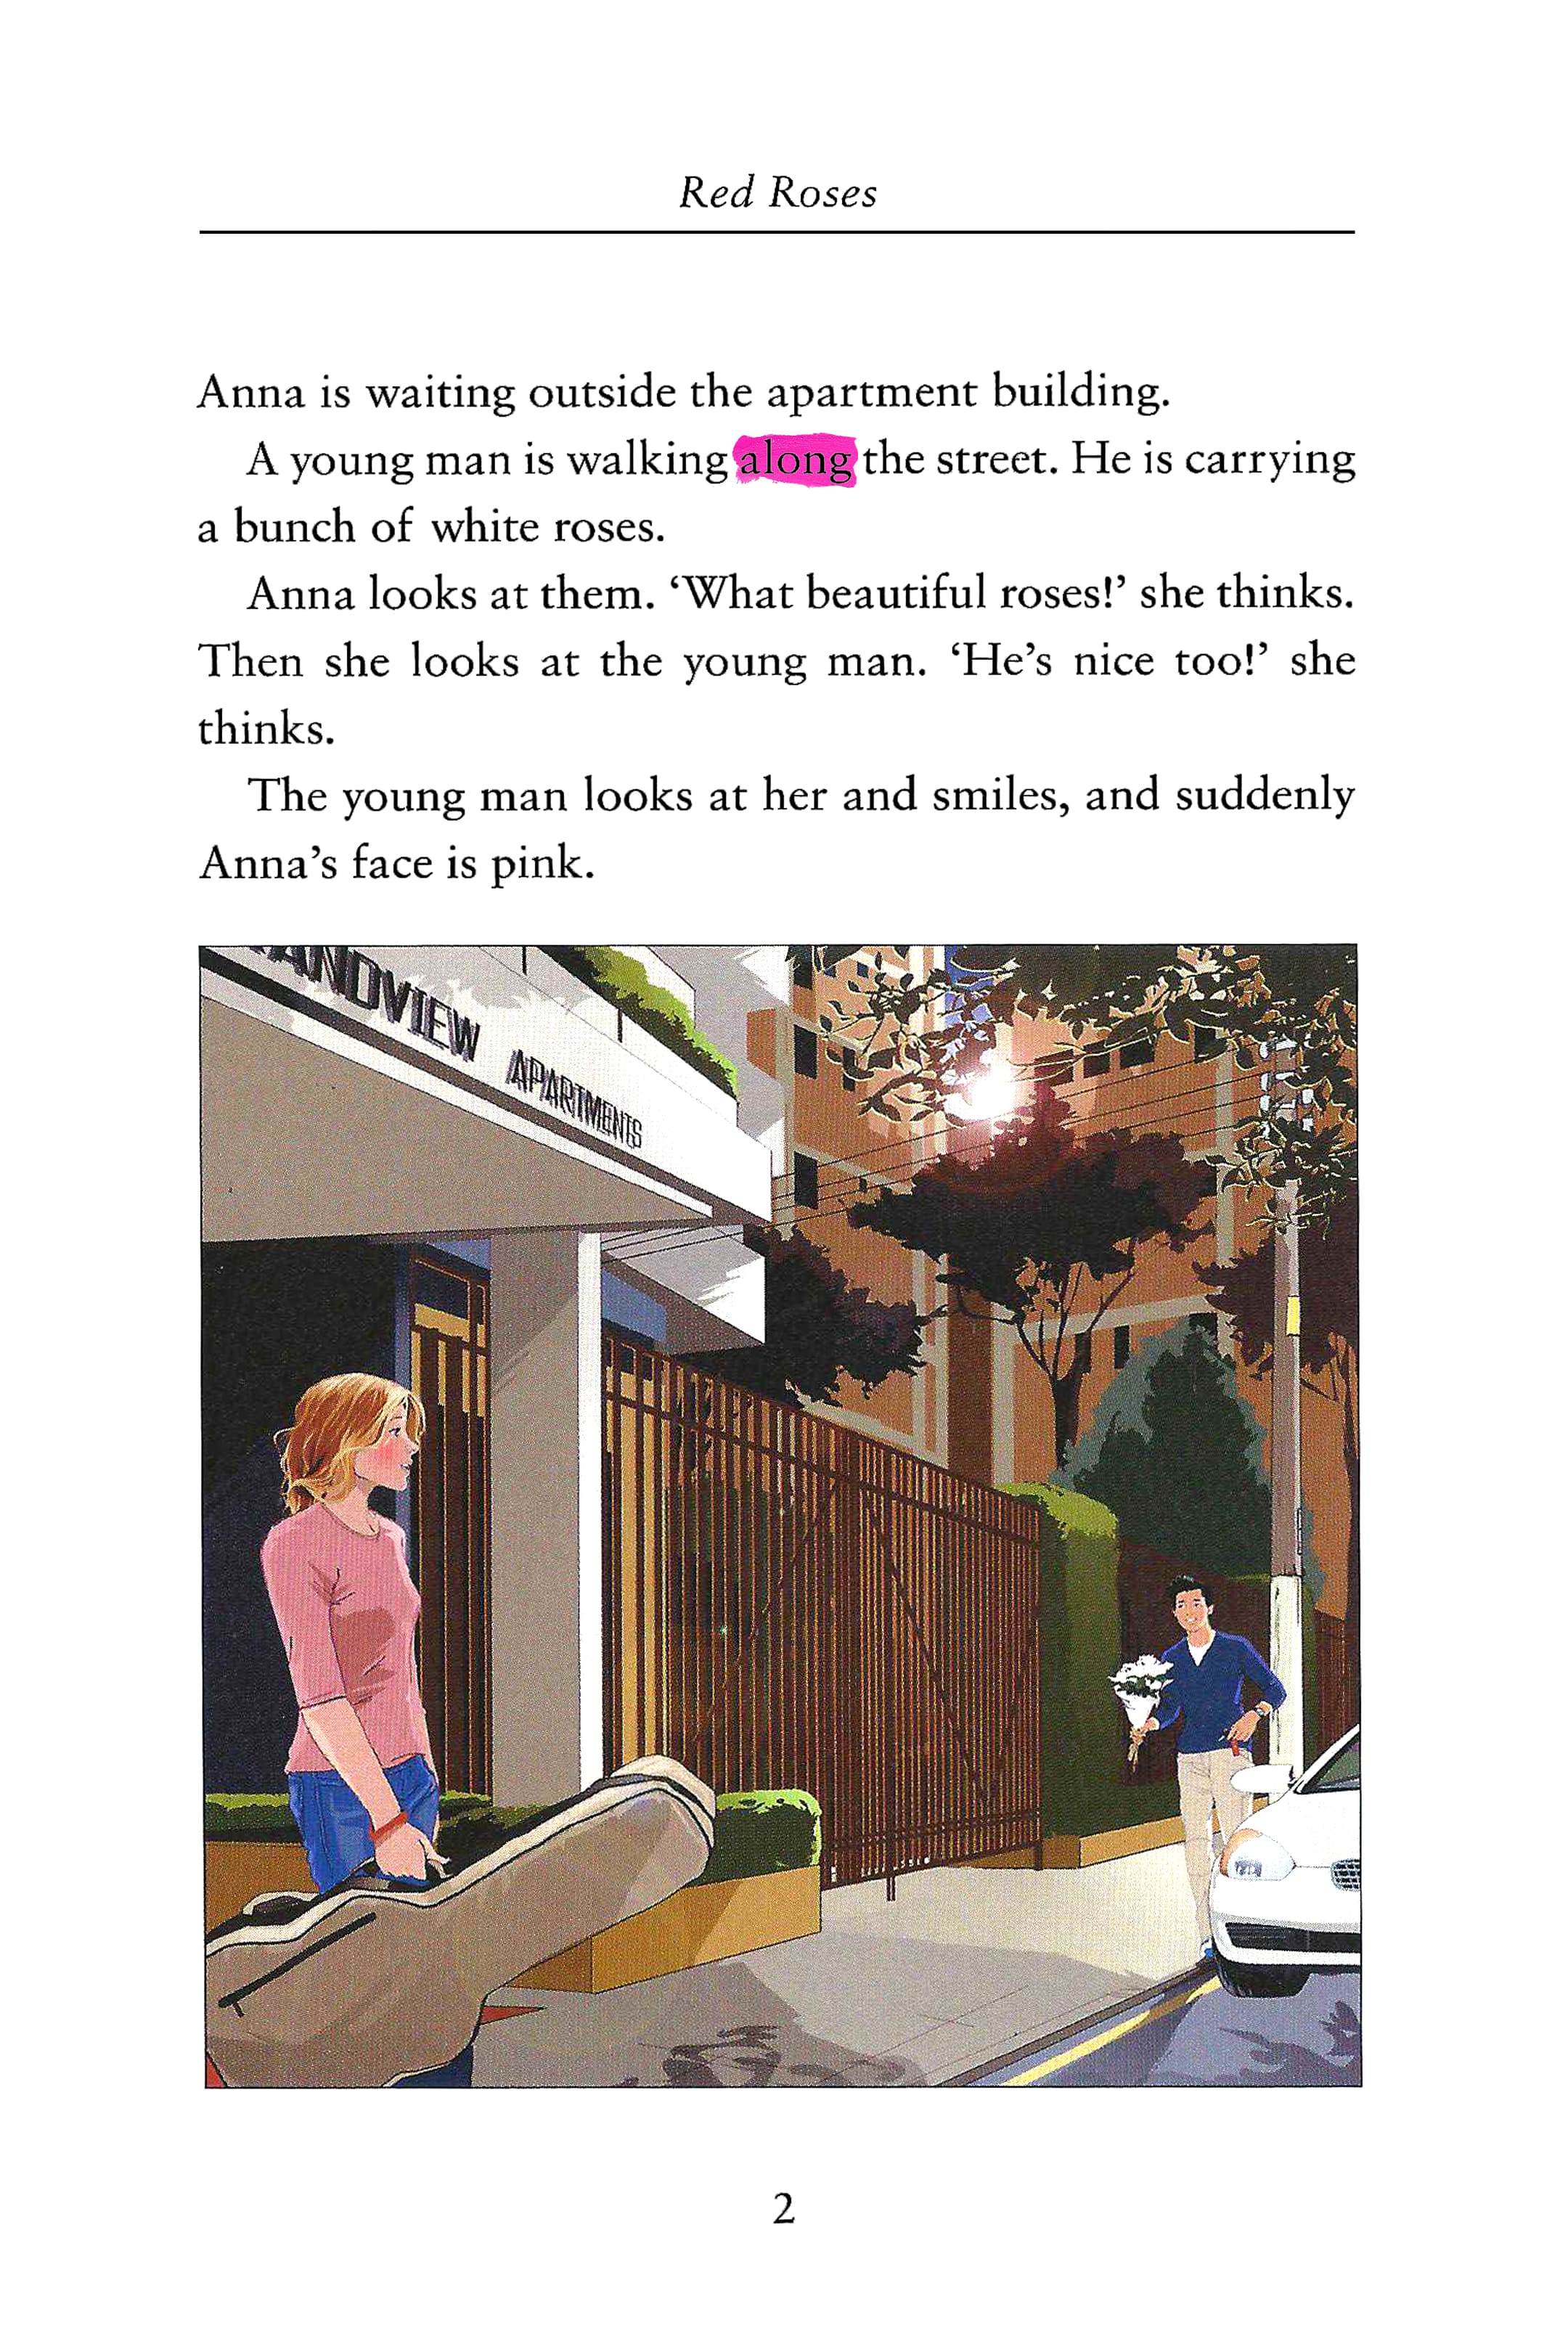 Red Roses
Anna is waiting outside the apartment building.
A young man is walking along the street. He is carrying
a bunch of white roses.
Anna looks at them. ‘What beautiful roses!’ she thinks.
Then she looks at the young man. ‘He’s nice too!’ she
thinks.
The young man looks at her and smiles, and suddenly
Anna’s face is pink.
ANDVIEW APARTMENTS
2